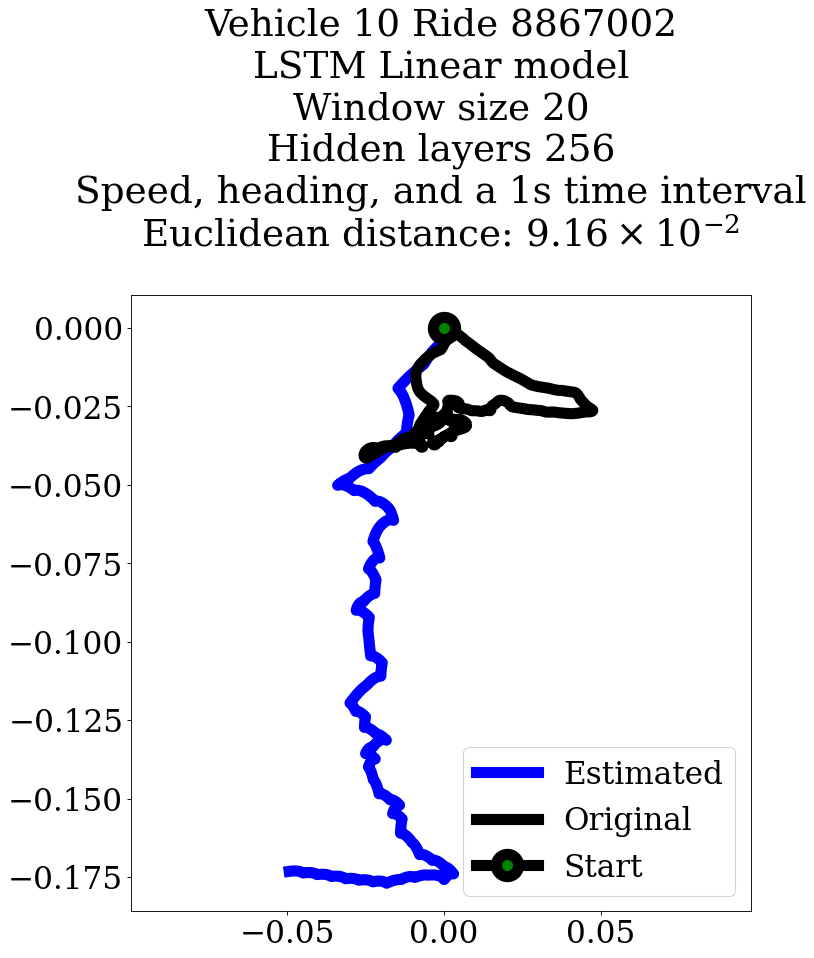 Vehicle 10 Ride 8867002
LSTM Linear model
Window size 20
Hidden layers 256
Speed, heading, and a 1s time interval
Euclidean distance: 9.16 × 10⁻²
0.000
−0.025
−0.050
−0.075
−0.100
−0.125
−0.150
−0.175
Estimated
Original
Start
−0.05
0.00
0.05